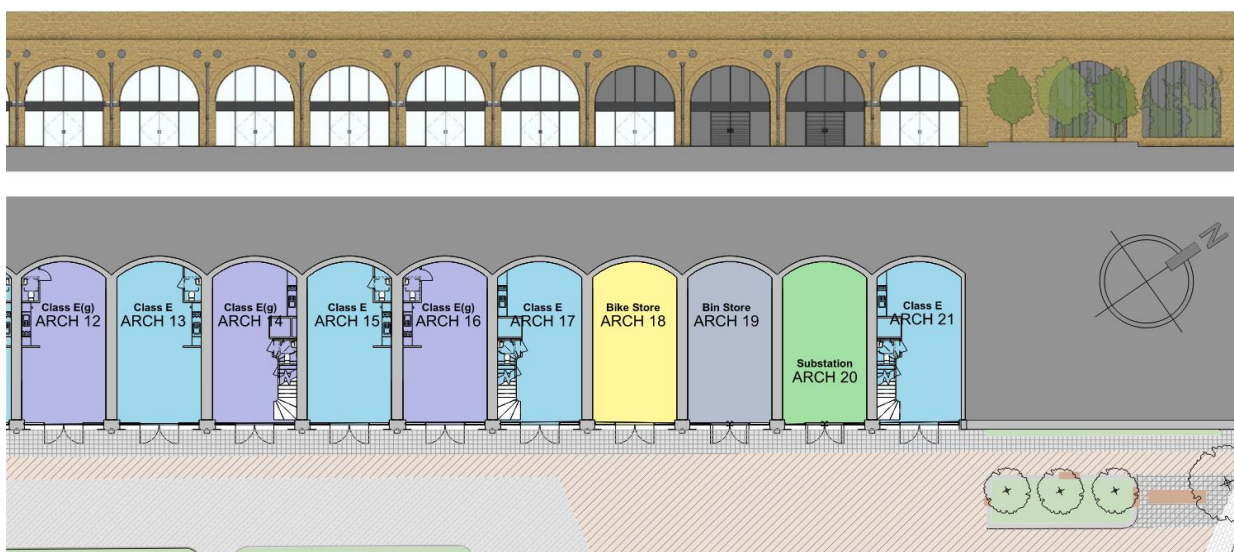 Class E(g)
ARCH 12
Class E
ARCH 13
Class E(g)
ARCH 14
Class E
ARCH 15
Class E(g)
ARCH 16
Class E
ARCH 17
Bike Store
ARCH 18
Bin Store
ARCH 19
Substation
ARCH 20
Class E
ARCH 21
N